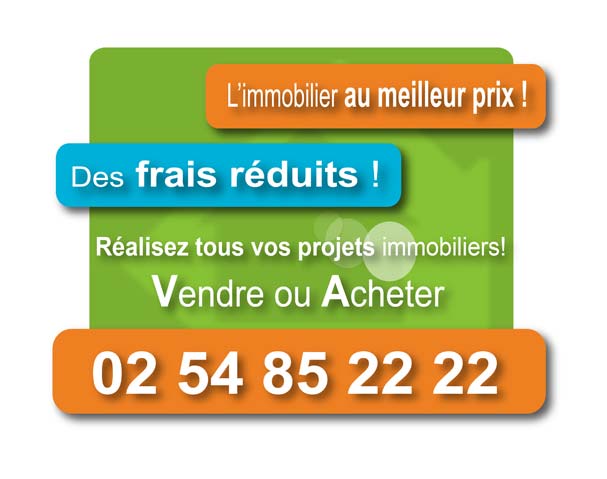 L'immobilier au meilleur prix !
Des frais réduits !
Réalisez tous vos projets immobiliers!
Vendre ou Acheter
02 54 85 22 22